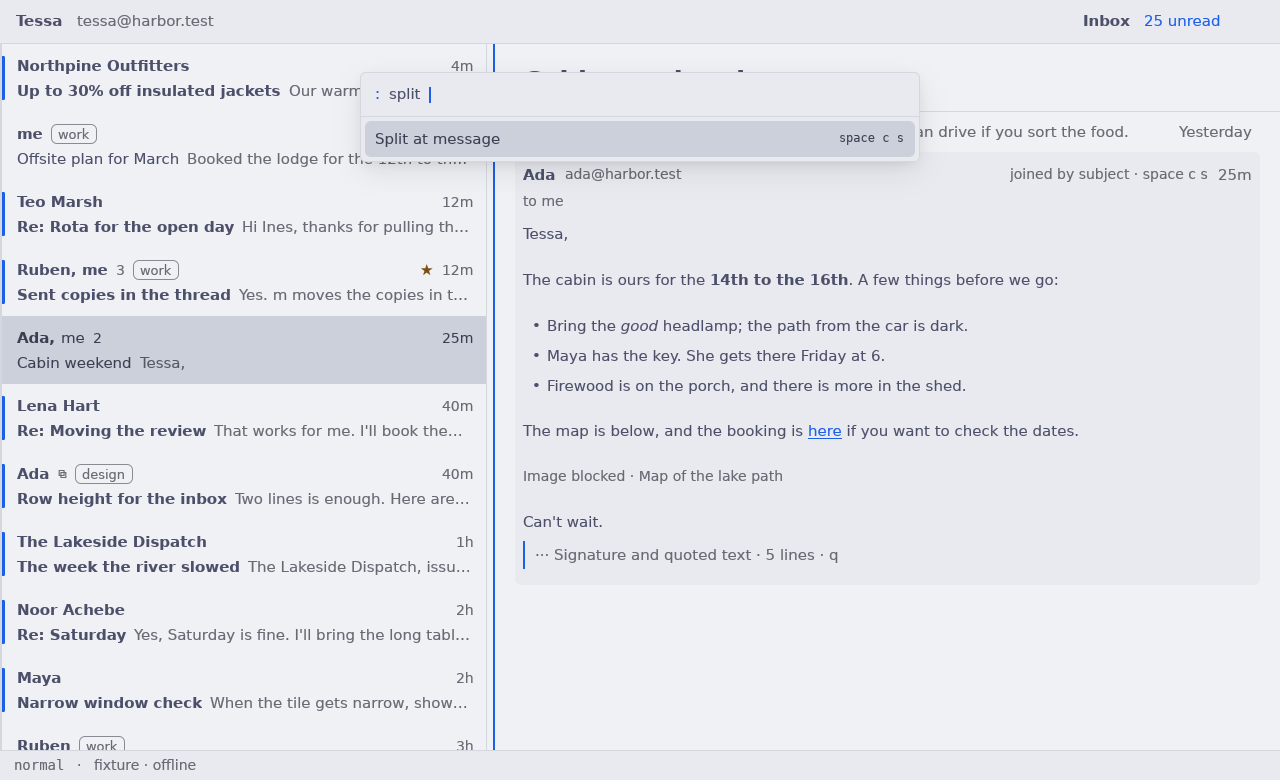 Tessa tessa@harbor.test Inbox 25 unread
Northpine Outfitters 4m
Up to 30% off insulated jackets Our warm
: split
Split at message space c s
me work
Offsite plan for March Booked the lodge for the 12th to th…
an drive if you sort the food. Yesterday
Teo Marsh 12m
Re: Rota for the open day Hi Ines, thanks for pulling th…
Ruben, me 3 work ★ 12m
Sent copies in the thread Yes. m moves the copies in t…
Ada, me 2 25m
Cabin weekend Tessa,
Lena Hart 40m
Re: Moving the review That works for me. I'll book the…
Ada design 40m
Row height for the inbox Two lines is enough. Here are…
The Lakeside Dispatch 1h
The week the river slowed The Lakeside Dispatch, issu…
Noor Achebe 2h
Re: Saturday Yes, Saturday is fine. I'll bring the long tabl…
Maya 2h
Narrow window check When the tile gets narrow, show…
Ruben work 3h
Ada ada@harbor.test joined by subject · space c s 25m
to me
Tessa,
The cabin is ours for the 14th to the 16th. A few things before we go:
• Bring the good headlamp; the path from the car is dark.
• Maya has the key. She gets there Friday at 6.
• Firewood is on the porch, and there is more in the shed.
The map is below, and the booking is here if you want to check the dates.
Image blocked · Map of the lake path
Can't wait.
··· Signature and quoted text · 5 lines · q
normal · fixture · offline